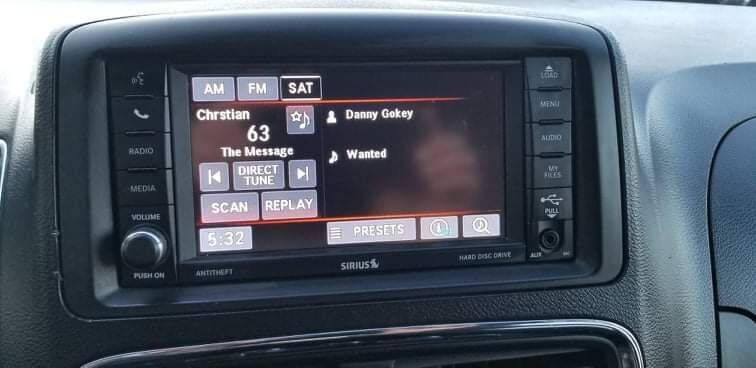 LOAD
AM FM SAT
MENU
Chrstian
63
Danny Gokey
RADIO
The Message
Wanted
AUDIO
DIRECT
TUNE
MY
FILES
MEDIA
SCAN REPLAY
PULL
VOLUME
5:32
PRESETS
PUSH ON
ANTITHEFT
SIRIUS
HARD DISC DRIVE
AUX